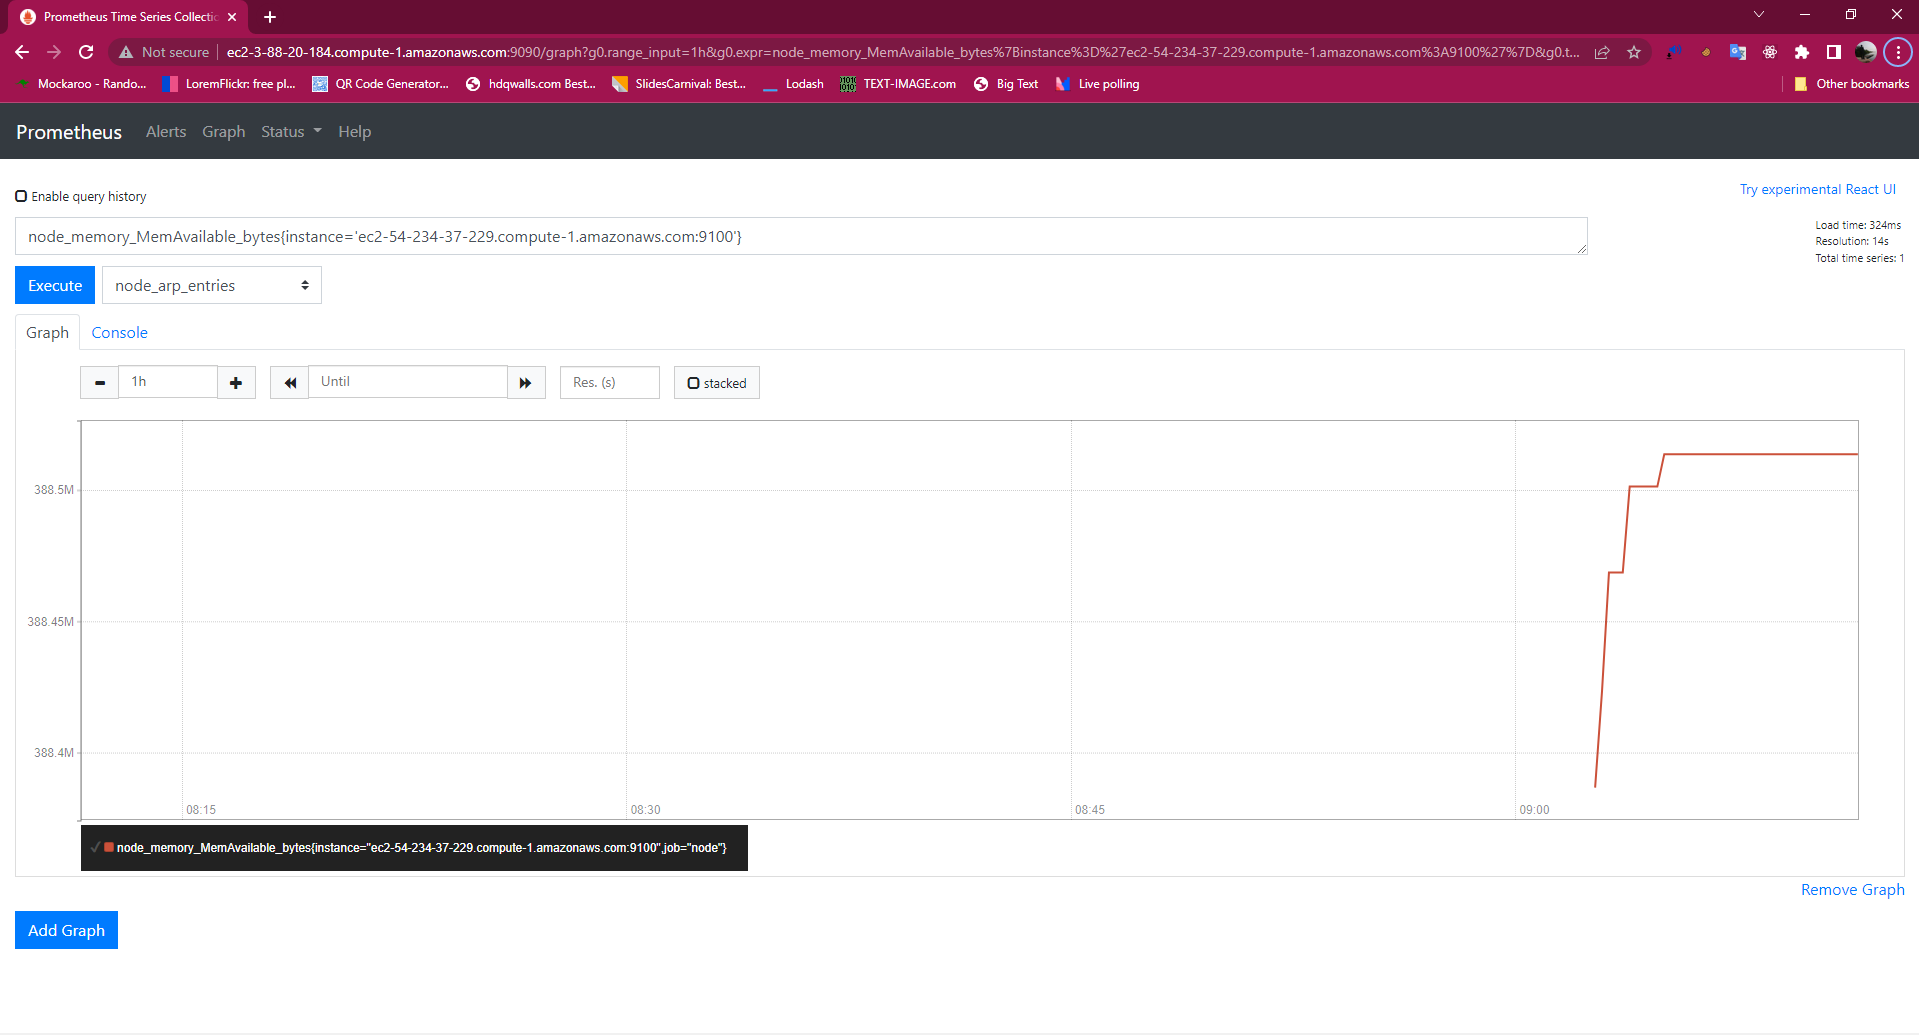 Prometheus Time Series Collectio
Not secure
ec2-3-88-20-184.compute-1.amazonaws.com:9090/graph?g0.range_input=1h&g0.expr=node_memory_MemAvailable_bytes%7Binstance%3D%27ec2-54-234-37-229.compute-1.amazonaws.com%3A9100%27%7D&g0.t...
Mockaroo - Rando...
LoremFlickr: free pl...
QR Code Generator...
hdqwalls.com Best...
SlidesCarnival: Best...
Lodash
TEXT-IMAGE.com
Big Text
Live polling
Other bookmarks
Prometheus
Alerts
Graph
Status
Help
Enable query history
Try experimental React UI
node_memory_MemAvailable_bytes{instance='ec2-54-234-37-229.compute-1.amazonaws.com:9100'}
Load time: 324ms
Resolution: 14s
Total time series: 1
Execute
node_arp_entries
Graph
Console
1h
Until
Res. (s)
stacked
388.5M
388.45M
388.4M
08:15
08:30
08:45
09:00
node_memory_MemAvailable_bytes{instance="ec2-54-234-37-229.compute-1.amazonaws.com:9100",job="node"}
Remove Graph
Add Graph